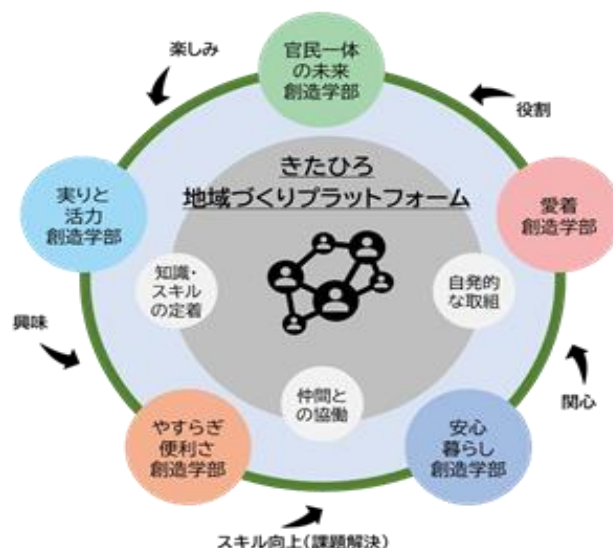 楽しみ
官民一体
の未来
創造学部
役割
きたひろ
地域づくりプラットフォーム
実りと
活力
創造学部
愛着
創造学部
知識・
スキル
の定着
自発的
な取組
興味
仲間と
の協働
関心
やすらぎ
便利さ
創造学部
安心
暮らし
創造学部
スキル向上(課題解決)